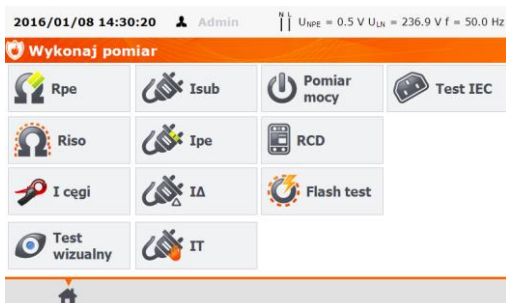 2016/01/08 14:30:20 Admin N L UNPE = 0.5 V ULN = 236.9 V f = 50.0 Hz
Wykonaj pomiar
Rpe Isub Pomiar mocy Test IEC
Riso Ipe RCD
I cęgi IΔ Flash test
Test wizualny IT